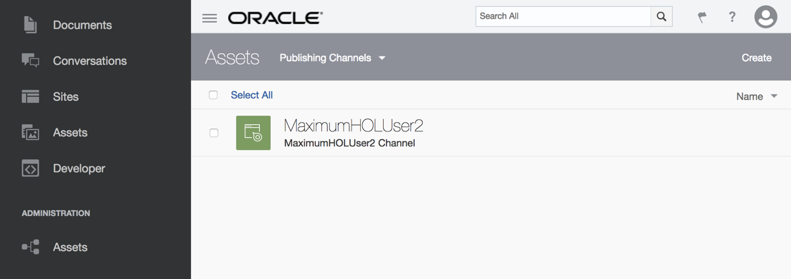 Documents
Conversations
Sites
Assets
Developer
ADMINISTRATION
Assets
ORACLE®
Search All
?
Assets Publishing Channels Create
Select All Name
MaximumHOLUser2
MaximumHOLUser2 Channel